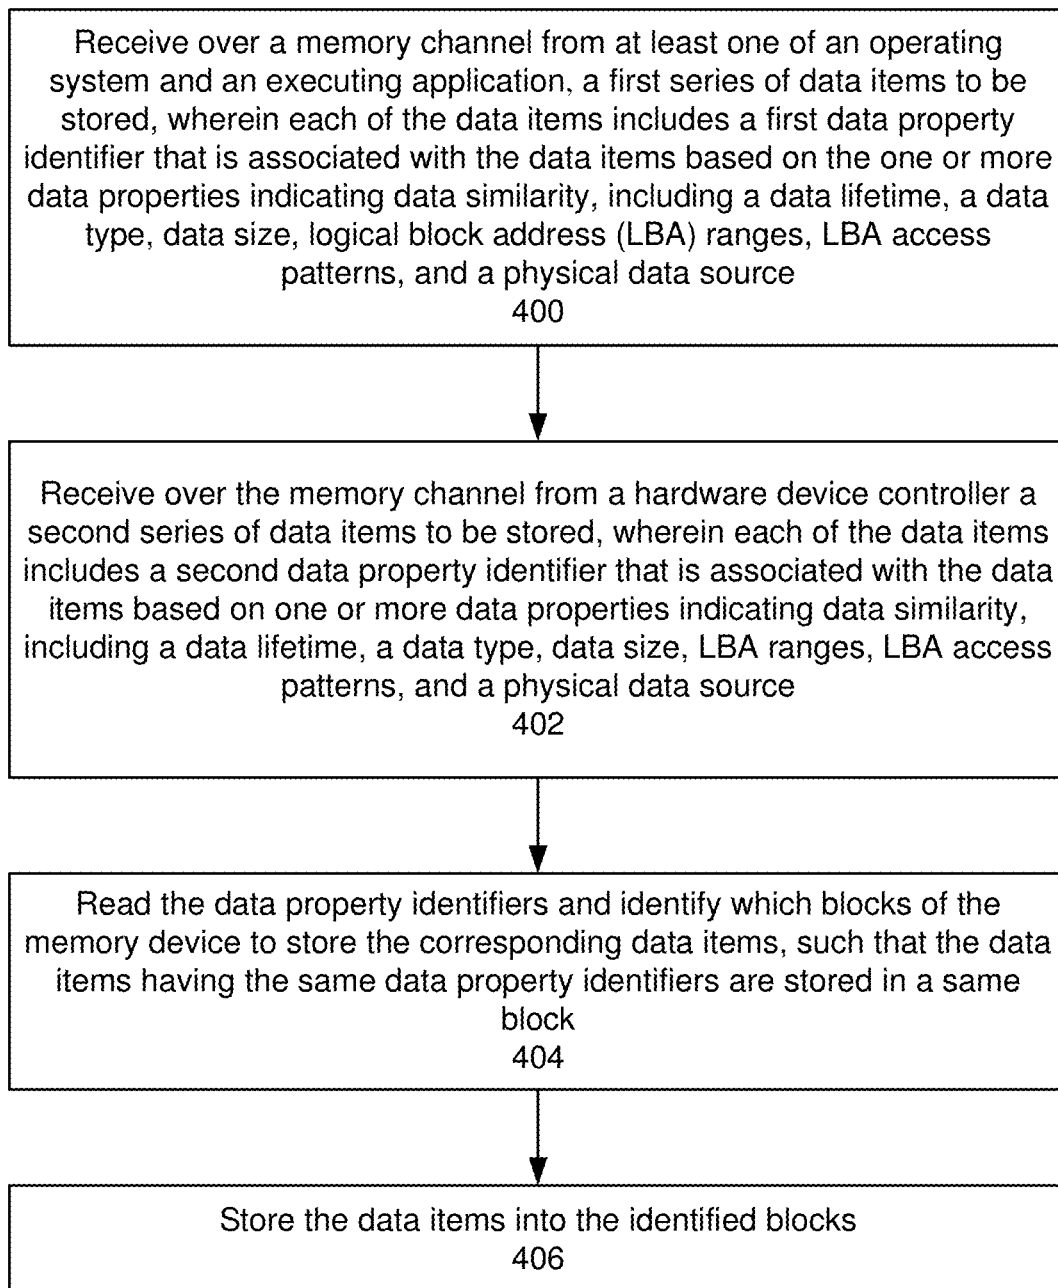 Receive over a memory channel from at least one of an operating
system and an executing application, a first series of data items to be
stored, wherein each of the data items includes a first data property
identifier that is associated with the data items based on the one or more
data properties indicating data similarity, including a data lifetime, a data
type, data size, logical block address (LBA) ranges, LBA access
patterns, and a physical data source
400
Receive over the memory channel from a hardware device controller a
second series of data items to be stored, wherein each of the data items
includes a second data property identifier that is associated with the data
items based on one or more data properties indicating data similarity,
including a data lifetime, a data type, data size, LBA ranges, LBA access
patterns, and a physical data source
402
Read the data property identifiers and identify which blocks of the
memory device to store the corresponding data items, such that the data
items having the same data property identifiers are stored in a same
block
404
Store the data items into the identified blocks
406